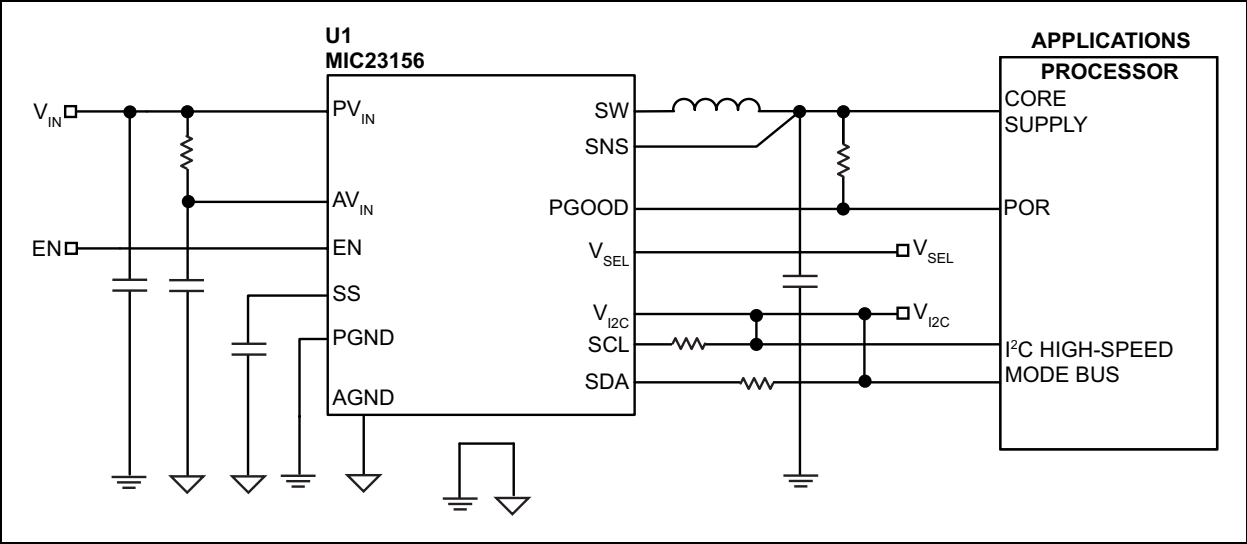 U1
MIC23156
APPLICATIONS
PROCESSOR
VIN
PVIN
SW
CORE
SUPPLY
SNS
AVIN
PGOOD
POR
EN
EN
VSEL
VSEL
SS
VI2C
VI2C
PGND
SCL
I2C HIGH-SPEED
MODE BUS
SDA
AGND